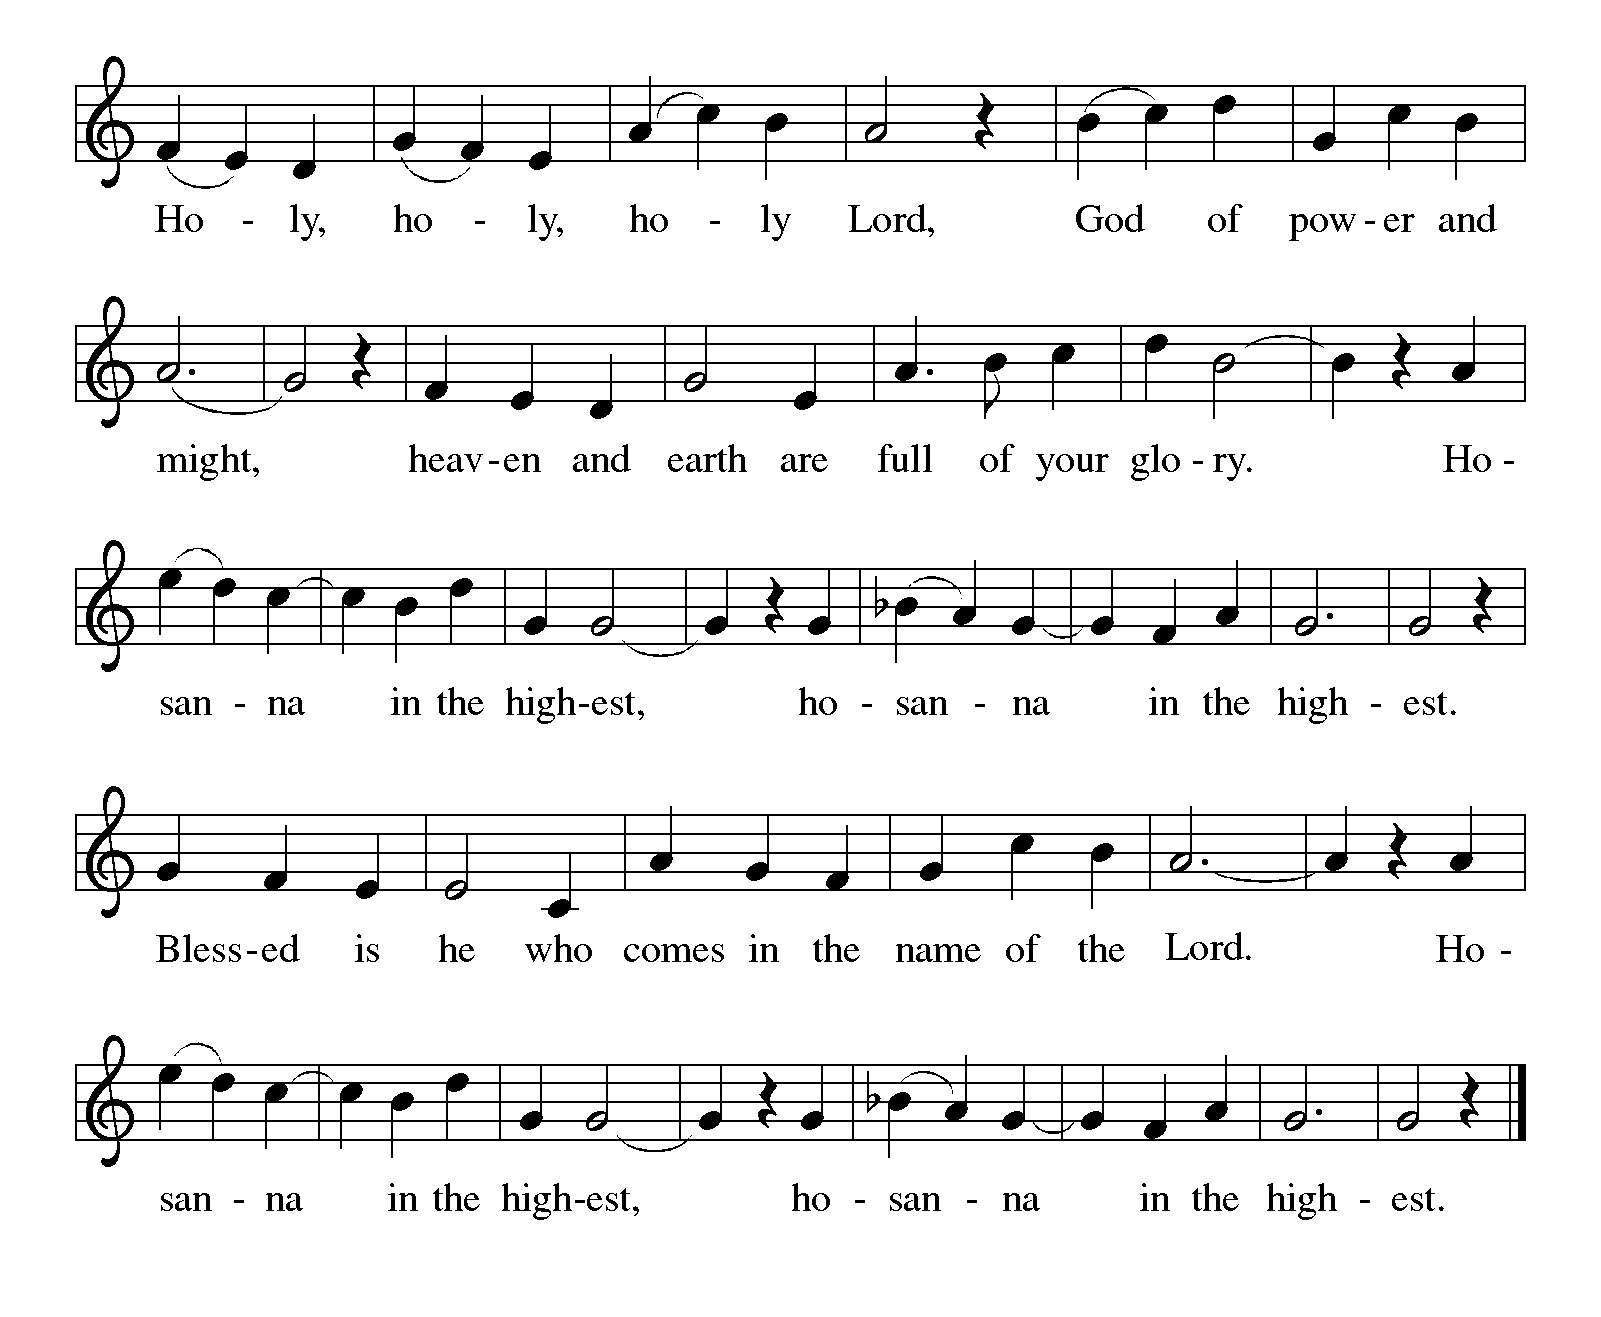 Ho - ly, ho - ly, ho - ly Lord, God of pow - er and
might, heav - en and earth are full of your glo - ry. Ho -
san - na in the high - est, ho - san - na in the high - est.
Bless - ed is he who comes in the name of the Lord. Ho -
san - na in the high - est, ho - san - na in the high - est.